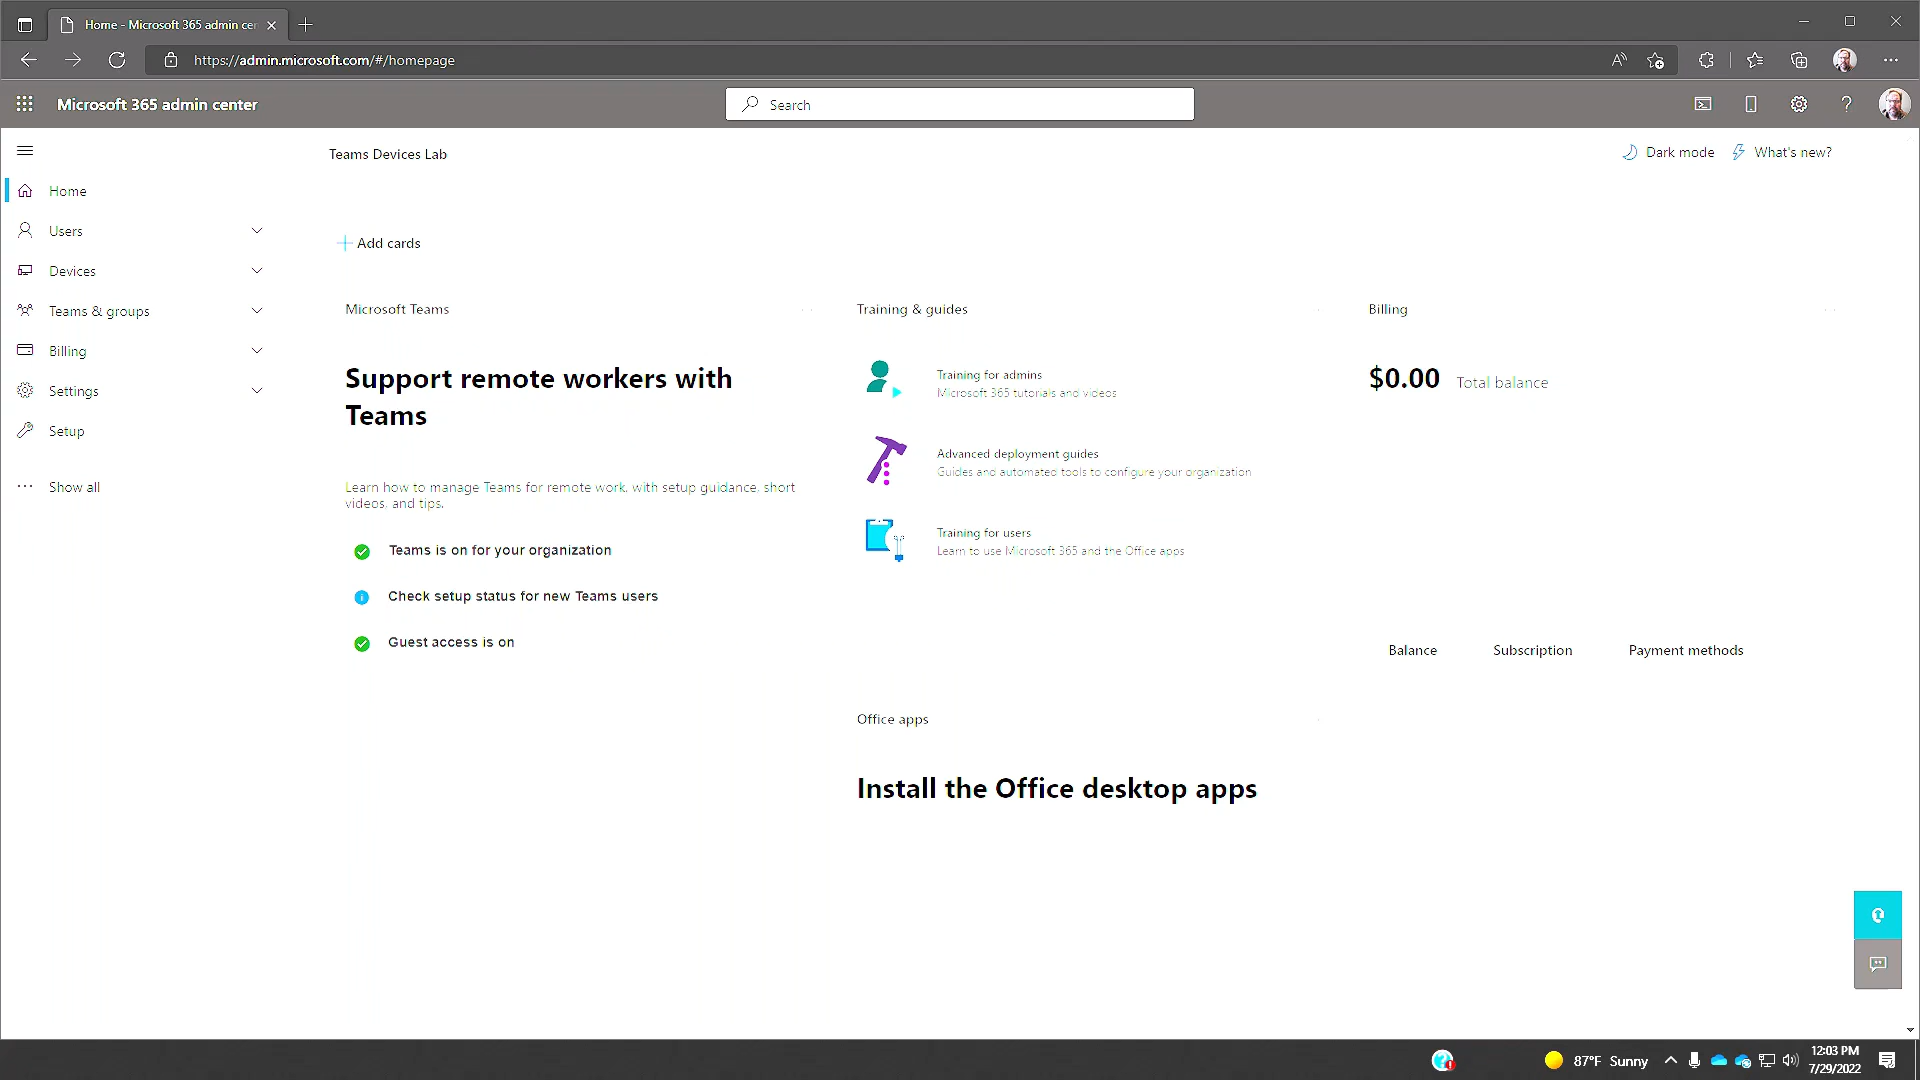 Home - Microsoft 365 admin cer
https://admin.microsoft.com/#/homepage
Microsoft 365 admin center
Search
Teams Devices Lab
Dark mode
What's new?
Home
Users
Devices
Teams & groups
Billing
Settings
Setup
Show all
Add cards
Microsoft Teams
Support remote workers with
Teams
Learn how to manage Teams for remote work, with setup guidance, short
videos, and tips.
Teams is on for your organization
Check setup status for new Teams users
Guest access is on
Training & guides
Training for admins
Microsoft 365 tutorials and videos
Advanced deployment guides
Guides and automated tools to configure your organization
Training for users
Learn to use Microsoft 365 and the Office apps
Billing
$0.00 Total balance
Balance Subscription Payment methods
Office apps
Install the Office desktop apps
87°F Sunny
12:03 PM
7/29/2022